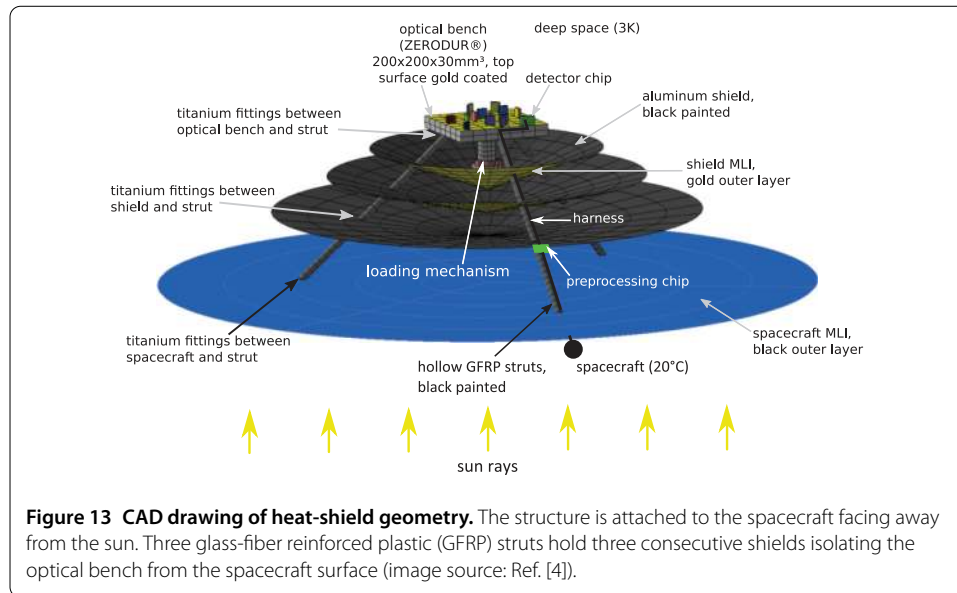 optical bench
(ZERODUR®)
200x200x30mm³, top
surface gold coated
deep space (3K)
detector chip
titanium fittings between
optical bench and strut
aluminum shield,
black painted
shield MLI,
gold outer layer
titanium fittings between
shield and strut
harness
loading mechanism
preprocessing chip
titanium fittings between
spacecraft and strut
spacecraft MLI,
black outer layer
hollow GFRP struts,
black painted
spacecraft (20°C)
sun rays
Figure 13 CAD drawing of heat-shield geometry. The structure is attached to the spacecraft facing away
from the sun. Three glass-fiber reinforced plastic (GFRP) struts hold three consecutive shields isolating the
optical bench from the spacecraft surface (image source: Ref. [4]).